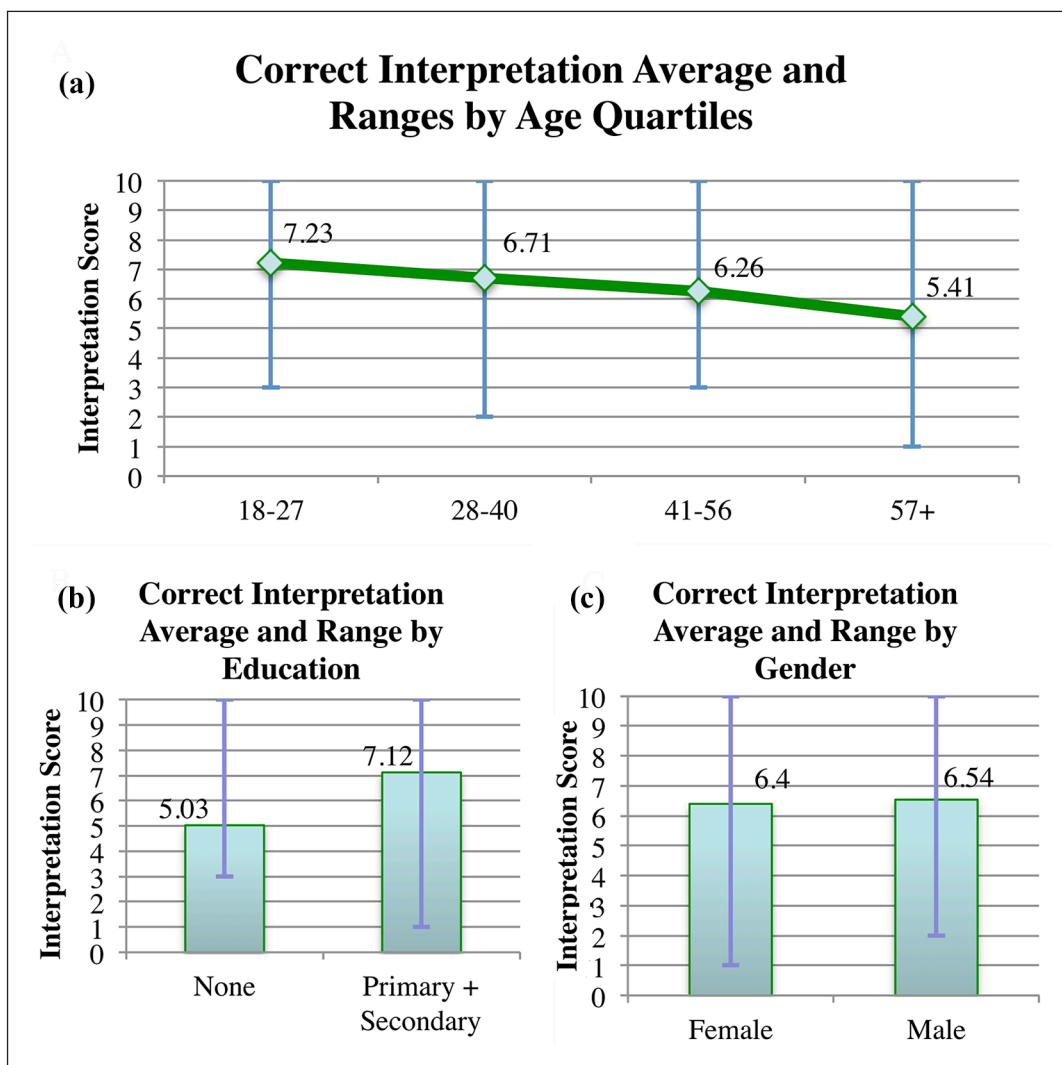 (a)
Correct Interpretation Average and
Ranges by Age Quartiles
Interpretation Score
10
9
8
7
6
5
4
3
2
1
0
7.23
6.71
6.26
5.41
18-27
28-40
41-56
57+
(b)
Correct Interpretation
Average and Range by
Education
Interpretation Score
10
9
8
7
6
5
4
3
2
1
0
5.03
7.12
None
Primary +
Secondary
(c)
Correct Interpretation
Average and Range by
Gender
Interpretation Score
10
9
8
7
6
5
4
3
2
1
0
6.4
6.54
Female
Male